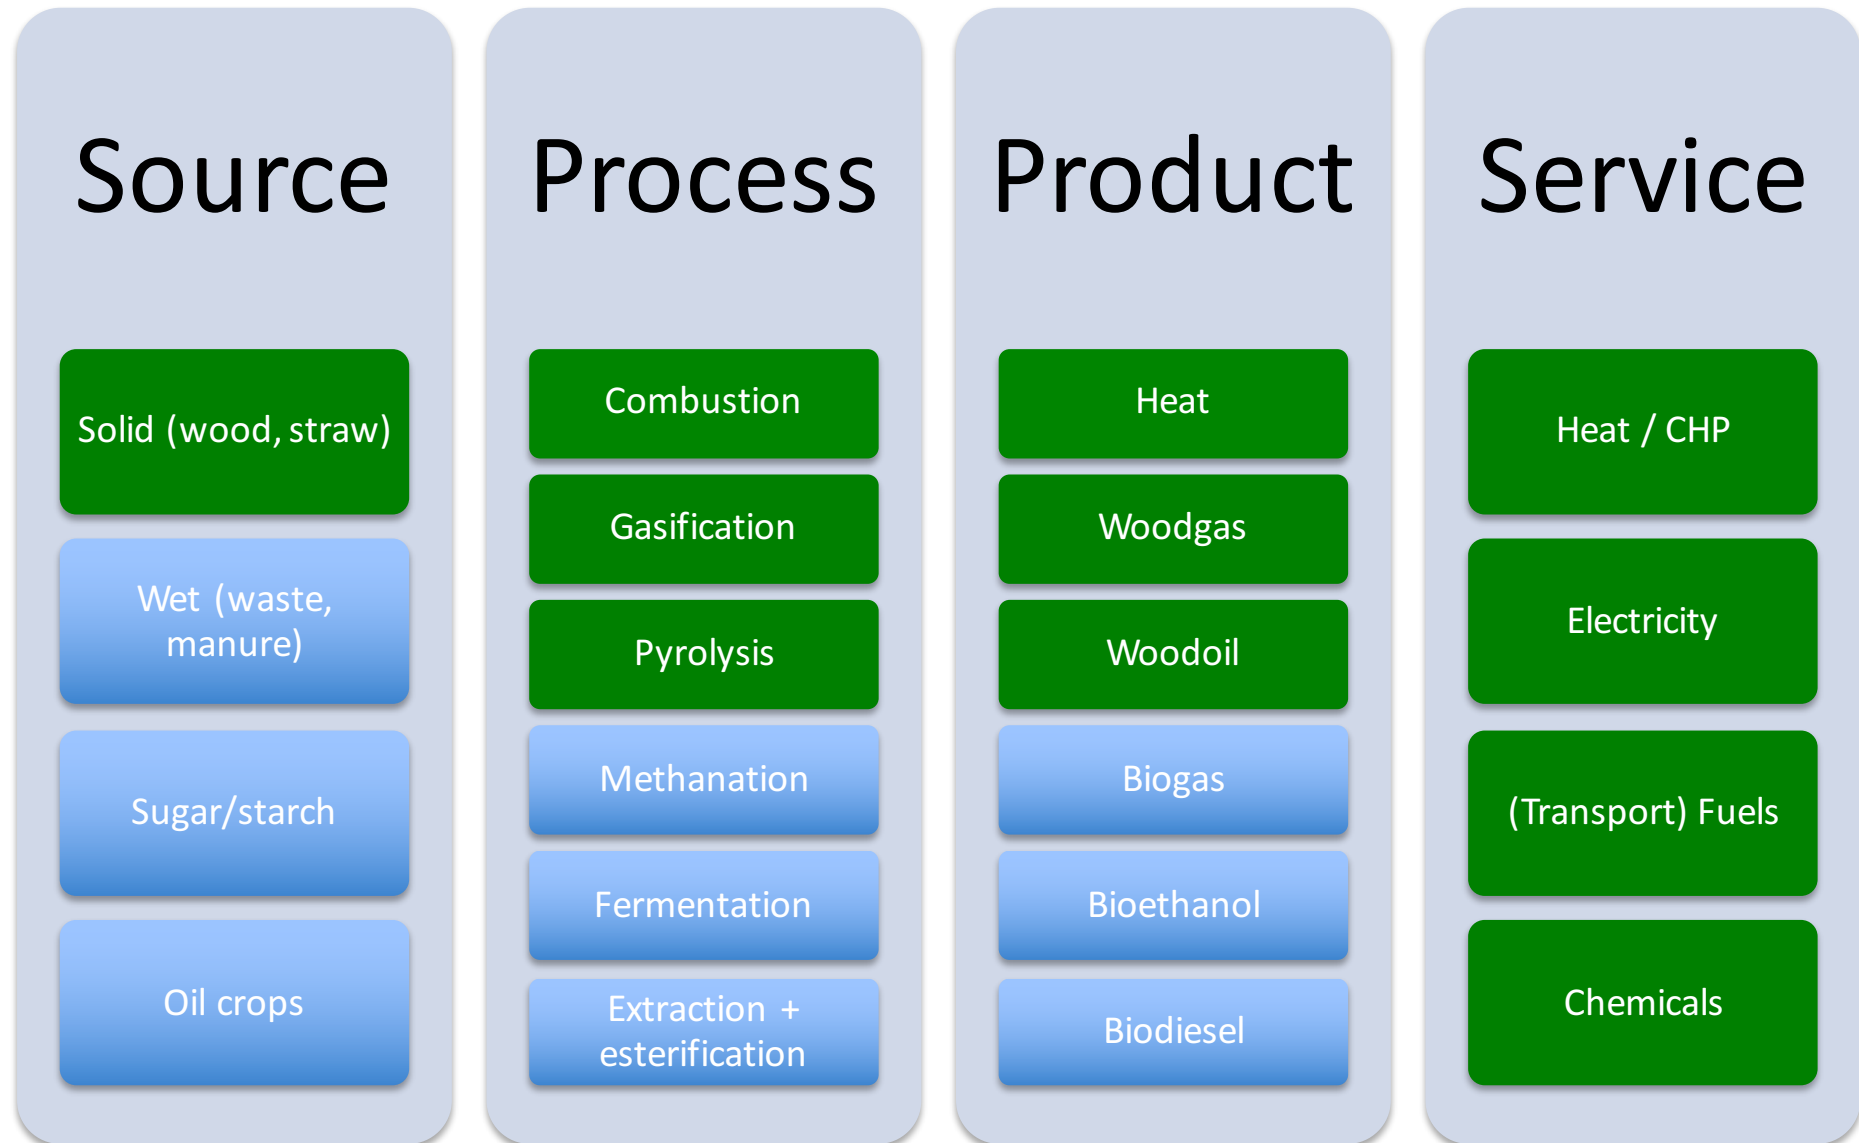 Source
Solid (wood, straw)
Wet (waste,
manure)
Sugar/starch
Oil crops
Process
Combustion
Gasification
Pyrolysis
Methanation
Fermentation
Extraction +
esterification
Product
Heat
Woodgas
Woodoil
Biogas
Bioethanol
Biodiesel
Service
Heat / CHP
Electricity
(Transport) Fuels
Chemicals